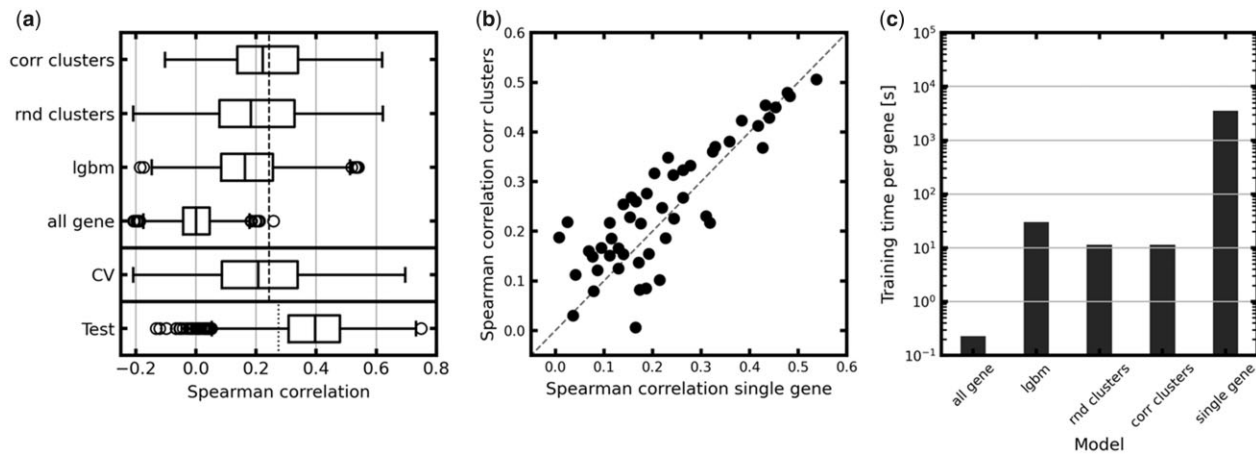 (a)
corr clusters
rnd clusters
lgbm
all gene
CV
Test
−0.2 0.0 0.2 0.4 0.6 0.8
Spearman correlation
(b)
Spearman correlation corr clusters
0.6
0.5
0.4
0.3
0.2
0.1
0.0
0.0 0.1 0.2 0.3 0.4 0.5 0.6
Spearman correlation single gene
(c)
Training time per gene [s]
10^5
10^4
10^3
10^2
10^1
10^0
10^−1
all gene
lgbm
rnd clusters
corr clusters
single gene
Model